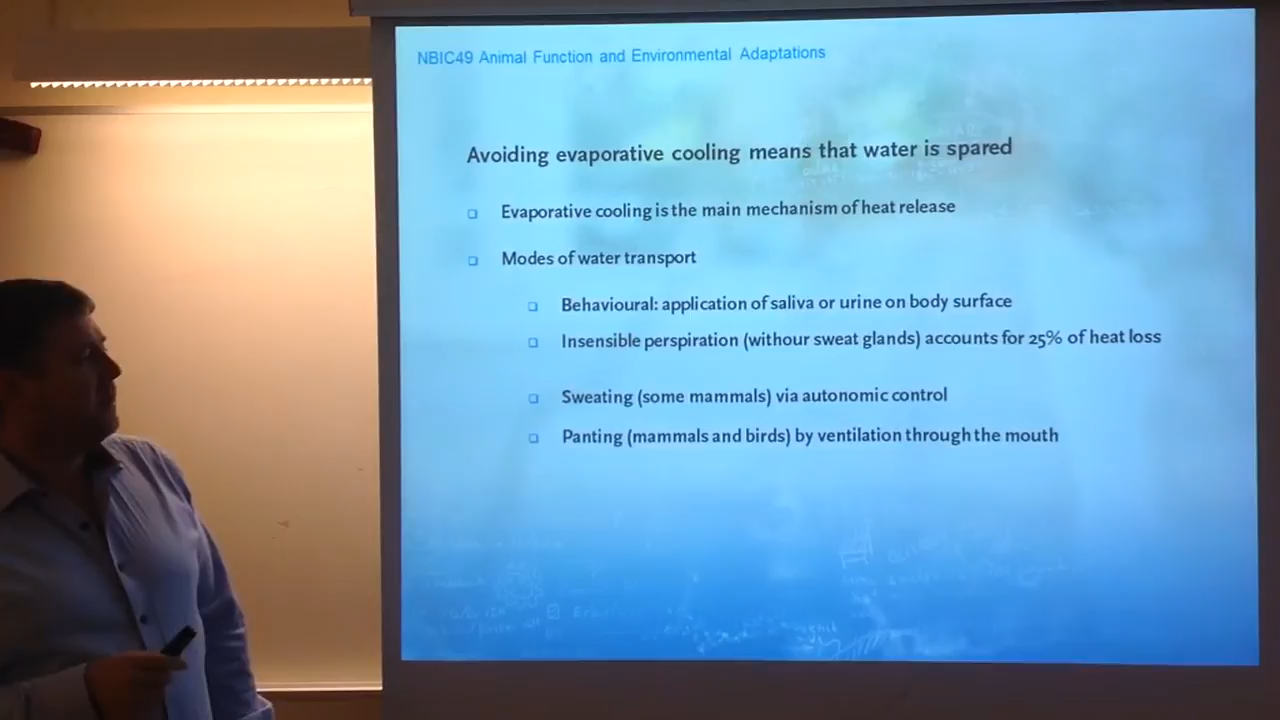 NBIC49 Animal Function and Environmental Adaptations
Avoiding evaporative cooling means that water is spared
Evaporative cooling is the main mechanism of heat release
Modes of water transport
Behavioural: application of saliva or urine on body surface
Insensible perspiration (withour sweat glands) accounts for 25% of heat loss
Sweating (some mammals) via autonomic control
Panting (mammals and birds) by ventilation through the mouth